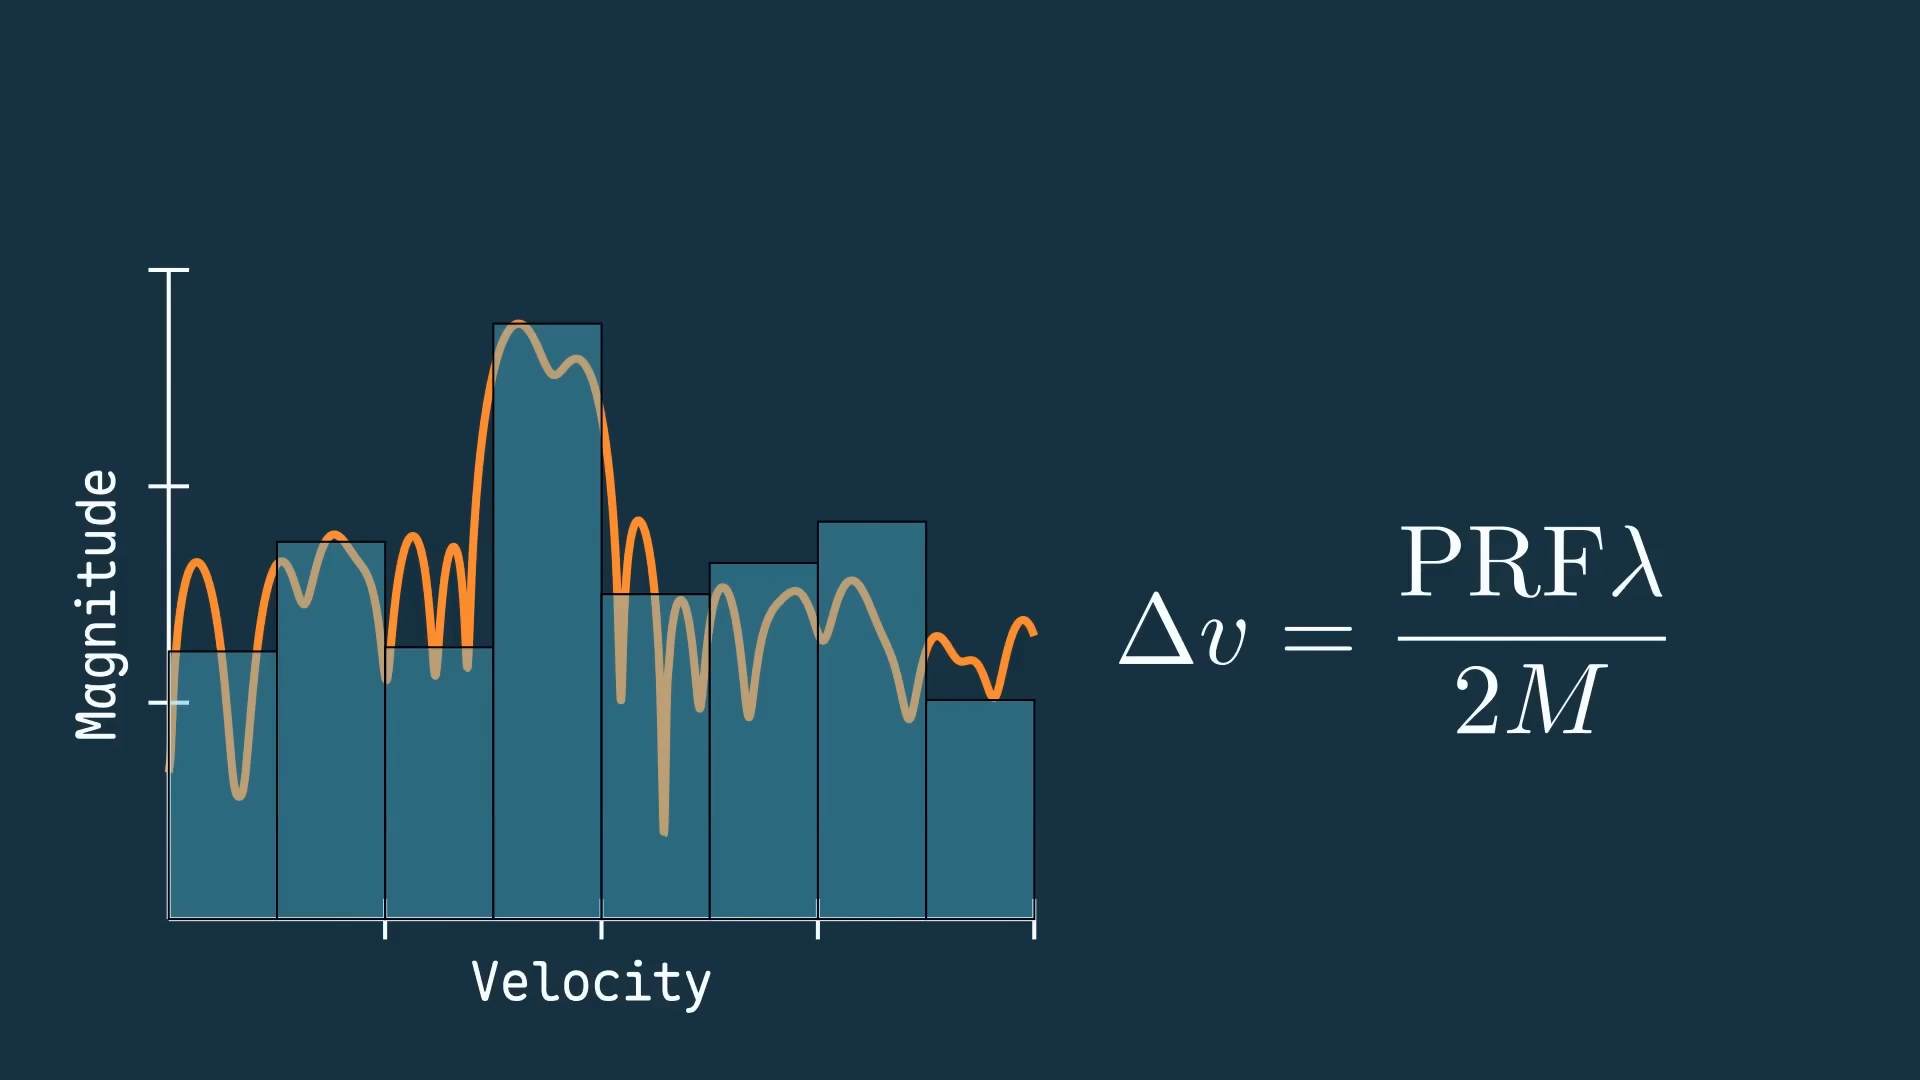 Magnitude
Velocity
Δv = PRFλ / 2M